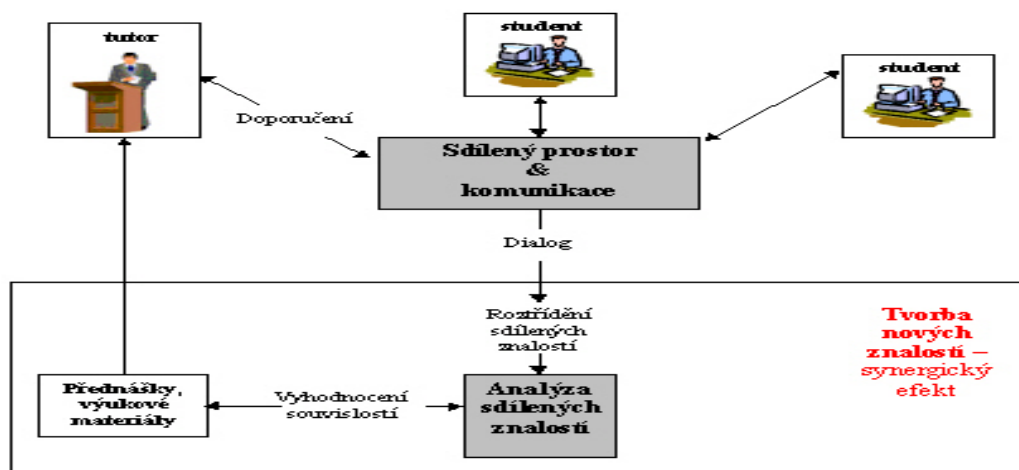 tutor
student
student
Doporučení
Sdílený prostor
&
komunikace
Dialog
Roztřídění
sdílených
znalostí
Tvorba
nových
znalostí –
synergický
efekt
Přednášky,
výukové
materiály
Vyhodnocení
souvislostí
Analýza
sdílených
znalostí